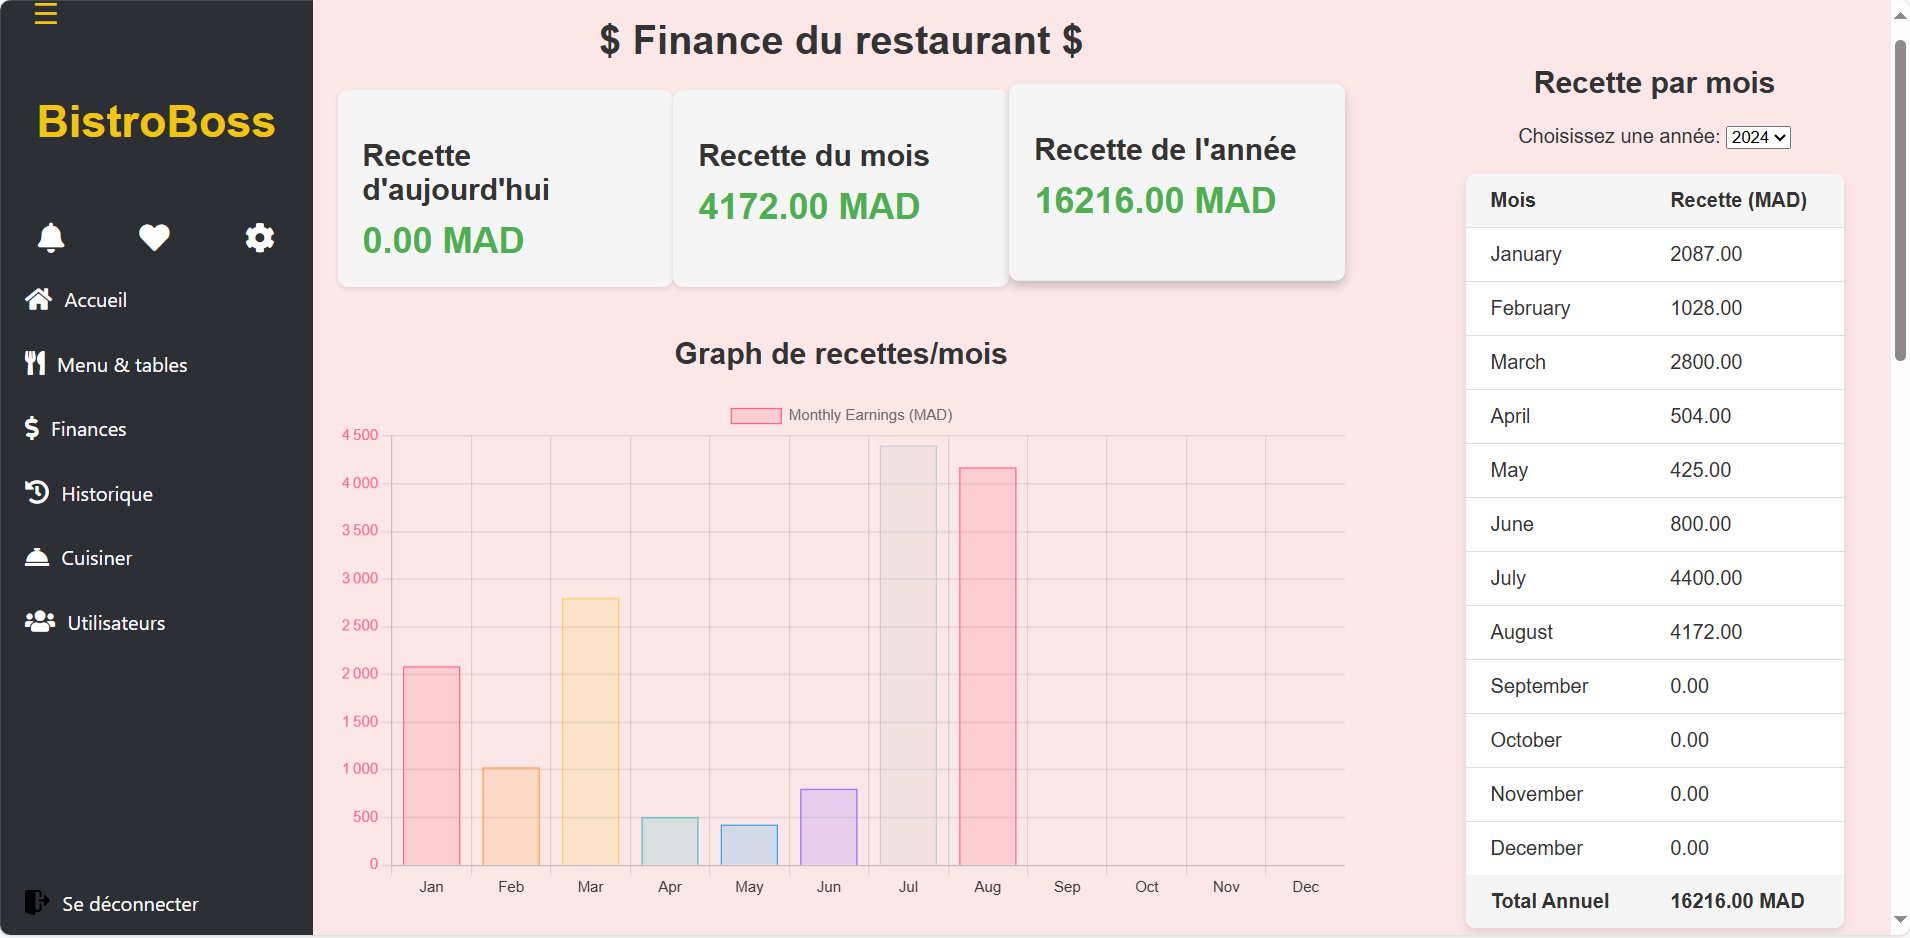 BistroBoss
Accueil
Menu & tables
Finances
Historique
Cuisiner
Utilisateurs
Se déconnecter
$ Finance du restaurant $
Recette
d'aujourd'hui
0.00 MAD
Recette du mois
4172.00 MAD
Recette de l'année
16216.00 MAD
Graph de recettes/mois
Monthly Earnings (MAD)
4 500
4 000
3 500
3 000
2 500
2 000
1 500
1 000
500
0
Jan Feb Mar Apr May Jun Jul Aug Sep Oct Nov Dec
Recette par mois
Choisissez une année: 2024
Mois Recette (MAD)
January 2087.00
February 1028.00
March 2800.00
April 504.00
May 425.00
June 800.00
July 4400.00
August 4172.00
September 0.00
October 0.00
November 0.00
December 0.00
Total Annuel 16216.00 MAD